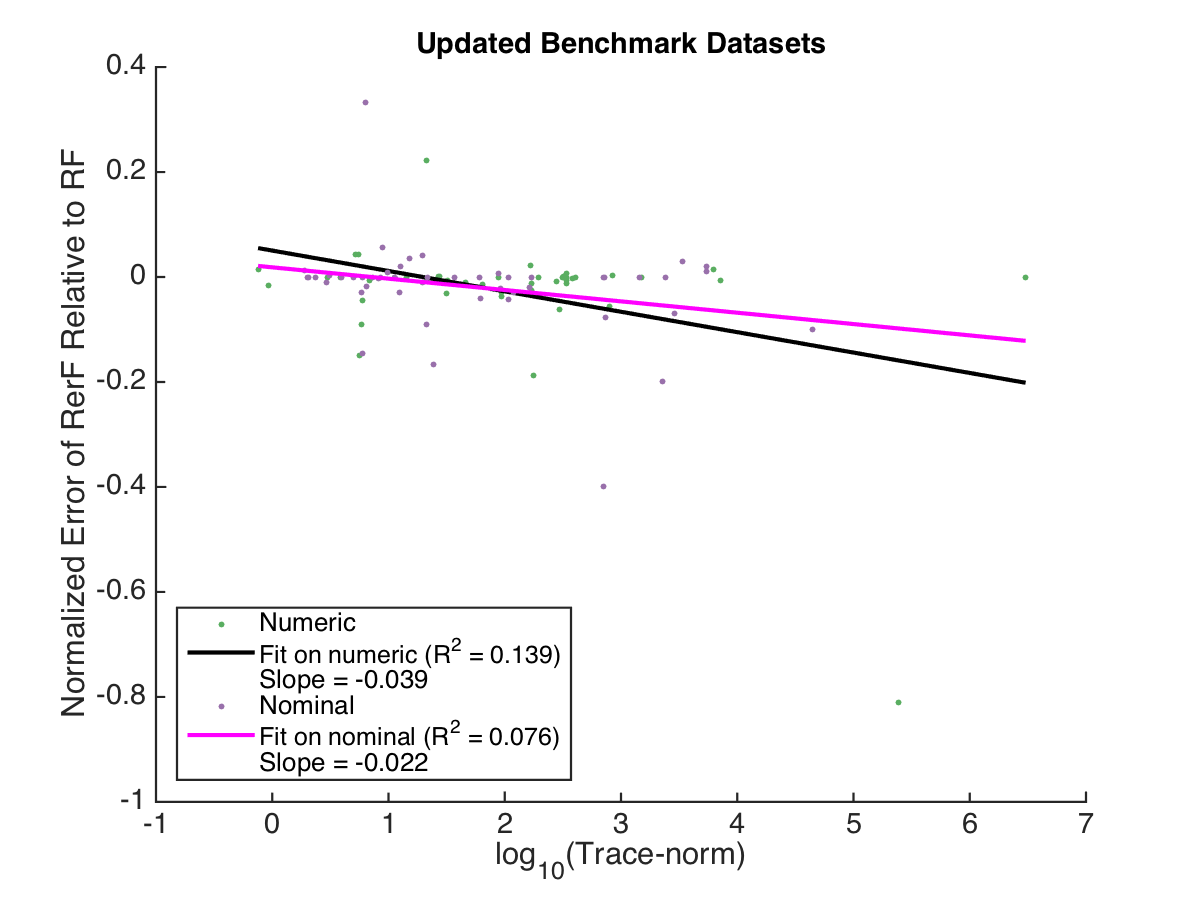 Updated Benchmark Datasets
Normalized Error of RerF Relative to RF
0.4
0.2
0
-0.2
-0.4
-0.6
-0.8
-1
Numeric
Fit on numeric (R² = 0.139)
Slope = -0.039
Nominal
Fit on nominal (R² = 0.076)
Slope = -0.022
-1 0 1 2 3 4 5 6 7
log₁₀(Trace-norm)